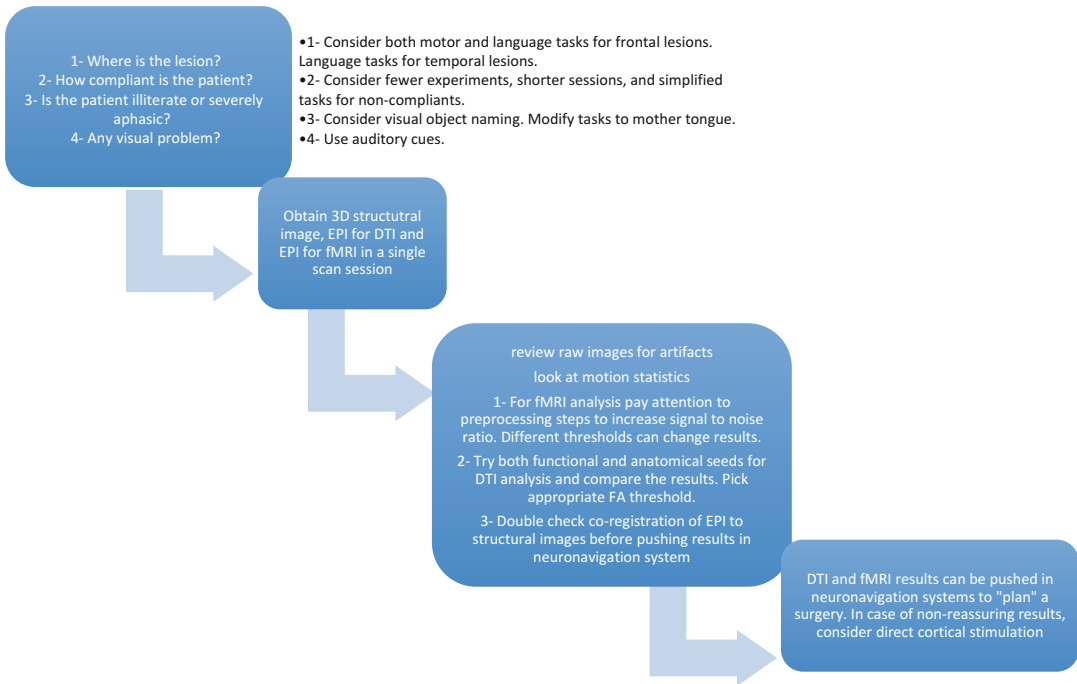 1- Where is the lesion?
2- How compliant is the patient?
3- Is the patient illiterate or severely
aphasic?
4- Any visual problem?
•1- Consider both motor and language tasks for frontal lesions.
Language tasks for temporal lesions.
•2- Consider fewer experiments, shorter sessions, and simplified
tasks for non-compliants.
•3- Consider visual object naming. Modify tasks to mother tongue.
•4- Use auditory cues.
Obtain 3D structutral
image, EPI for DTI and
EPI for fMRI in a single
scan session
review raw images for artifacts
look at motion statistics
1- For fMRI analysis pay attention to
preprocessing steps to increase signal to noise
ratio. Different thresholds can change results.
2- Try both functional and anatomical seeds for
DTI analysis and compare the results. Pick
appropriate FA threshold.
3- Double check co-registration of EPI to
structural images before pushing results in
neuronavigation system
DTI and fMRI results can be pushed in
neuronavigation systems to "plan" a
surgery. In case of non-reassuring results,
consider direct cortical stimulation